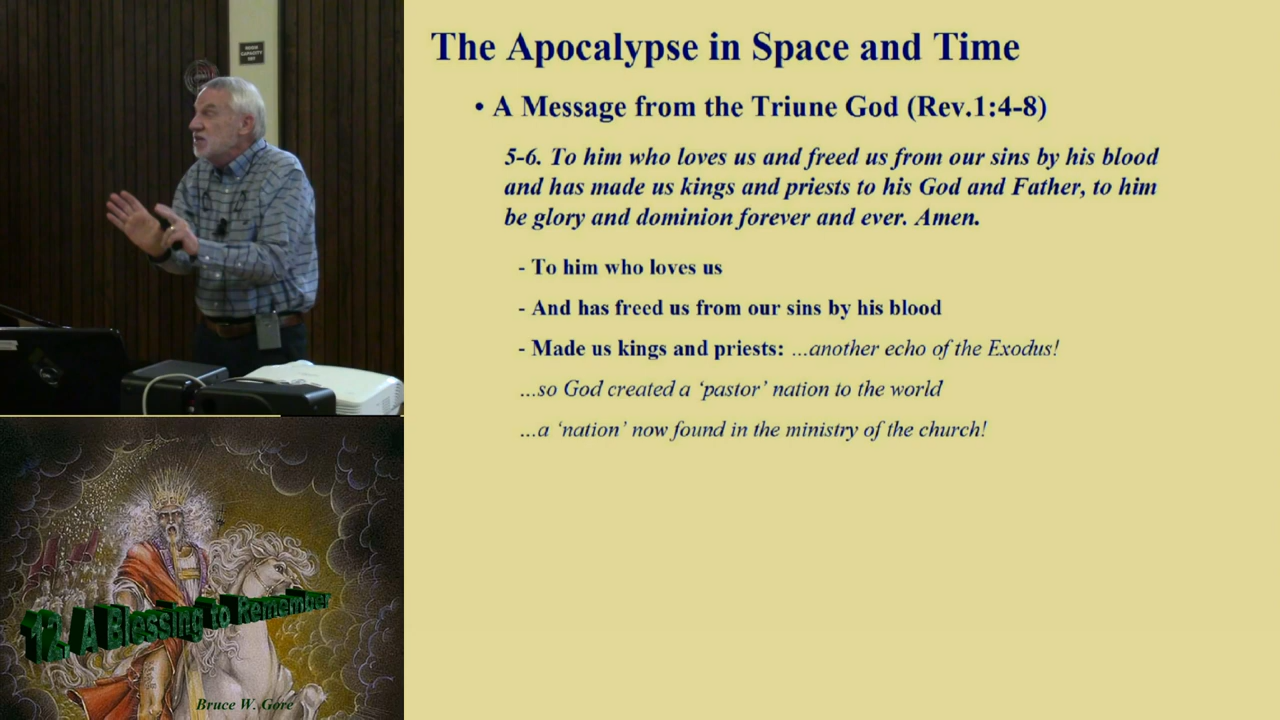 ROOM
CAPACITY
The Apocalypse in Space and Time
• A Message from the Triune God (Rev.1:4-8)
5-6. To him who loves us and freed us from our sins by his blood
and has made us kings and priests to his God and Father, to him
be glory and dominion forever and ever. Amen.
- To him who loves us
- And has freed us from our sins by his blood
- Made us kings and priests: ...another echo of the Exodus!
...so God created a ‘pastor’ nation to the world
...a ‘nation’ now found in the ministry of the church!
12. A Blessing to Remember
Bruce W. Gore